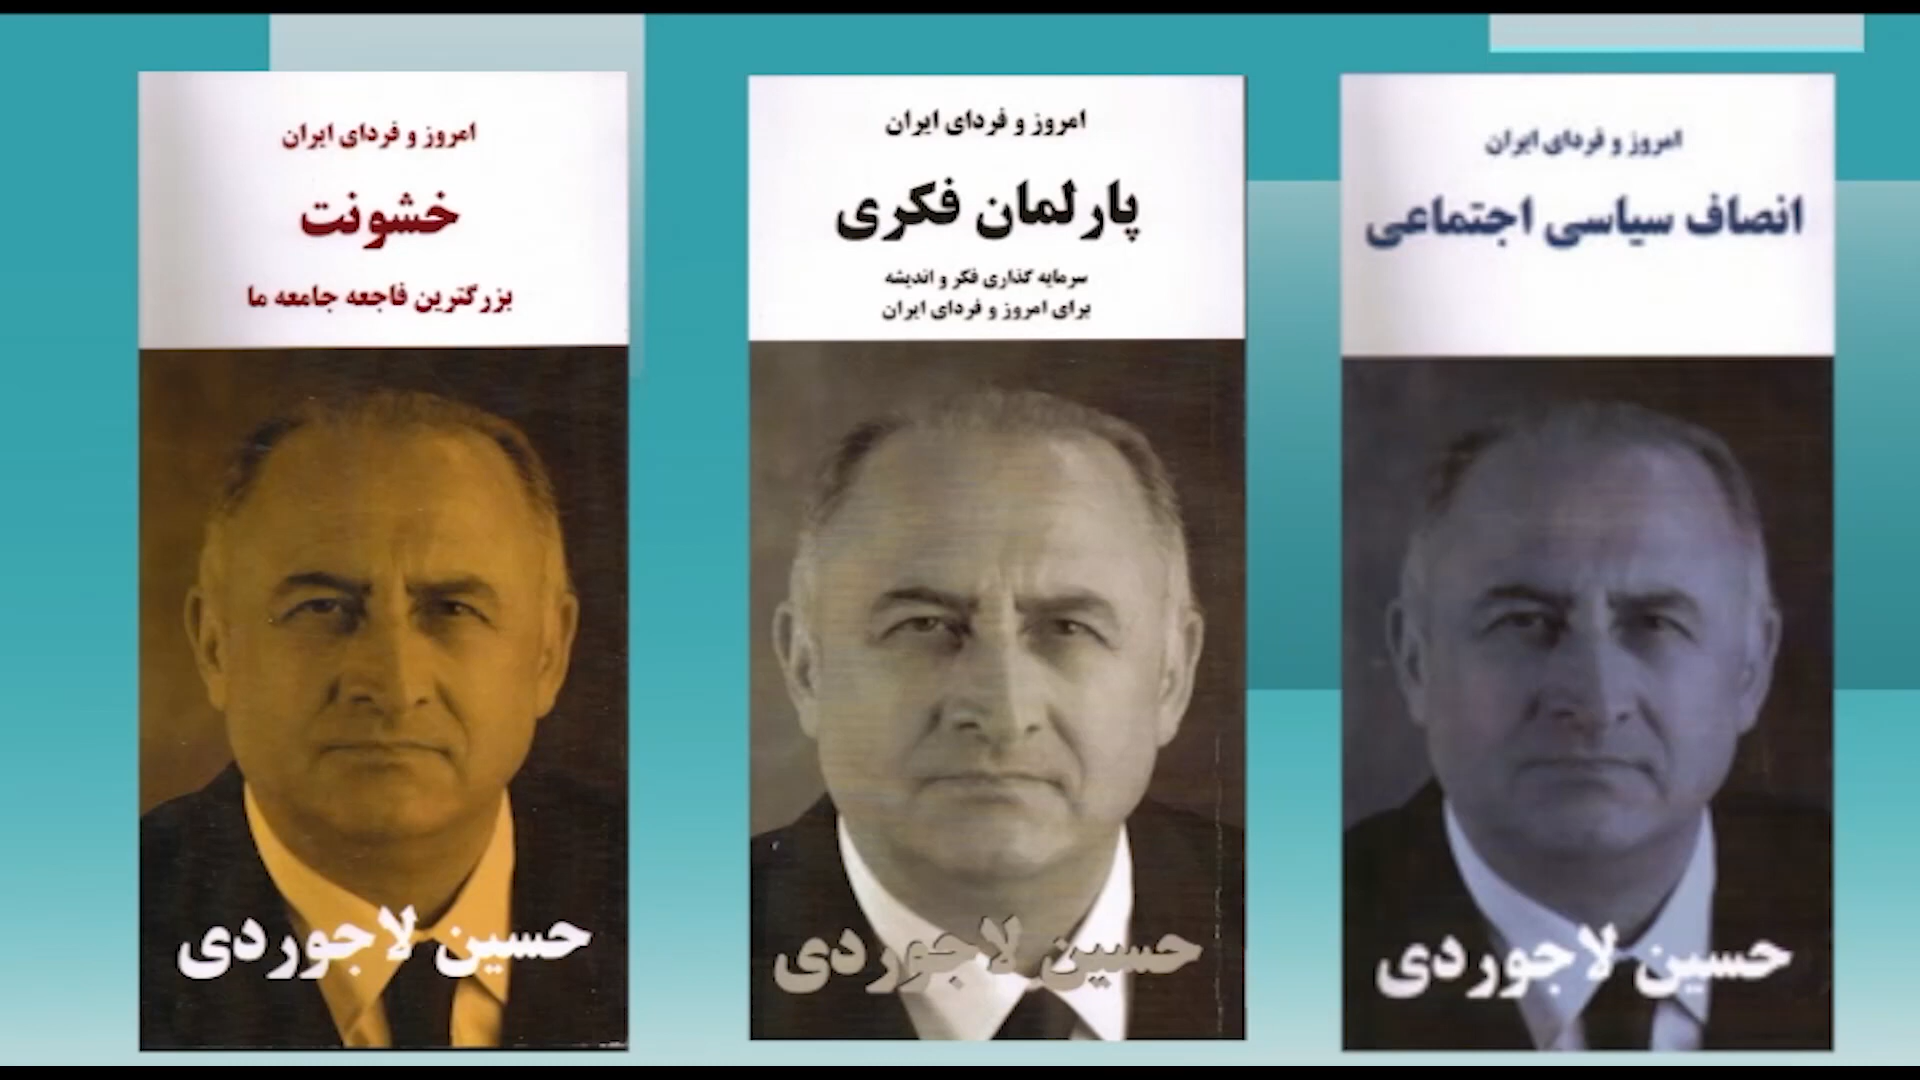 امروز و فردای ایران
انصاف سیاسی اجتماعی
حسین لاجوردی
امروز و فردای ایران
پارلمان فکری
سرمایه گذاری فکر و اندیشه
برای امروز و فردای ایران
حسین لاجوردی
امروز و فردای ایران
خشونت
بزرگترین فاجعه جامعه ما
حسین لاجوردی